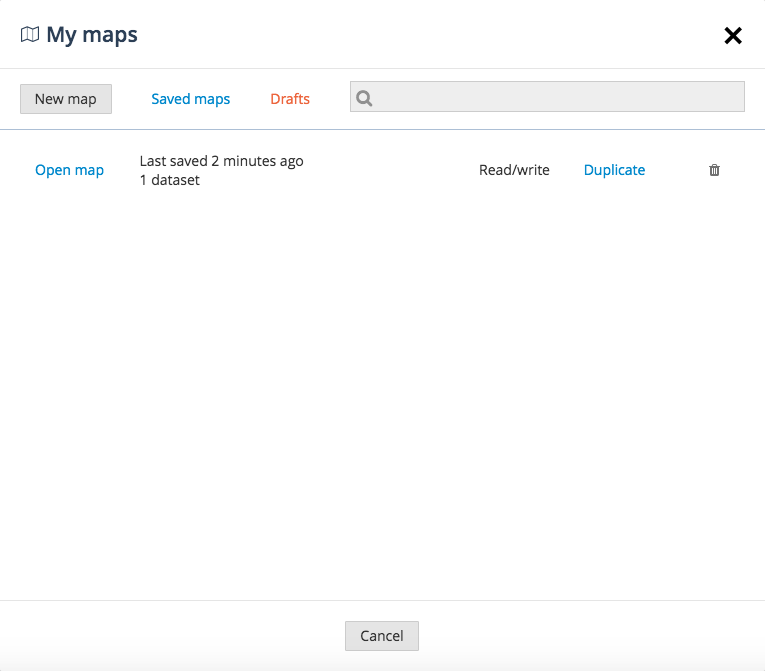 My maps
New map
Saved maps
Drafts
Open map
Last saved 2 minutes ago
1 dataset
Read/write
Duplicate
Cancel